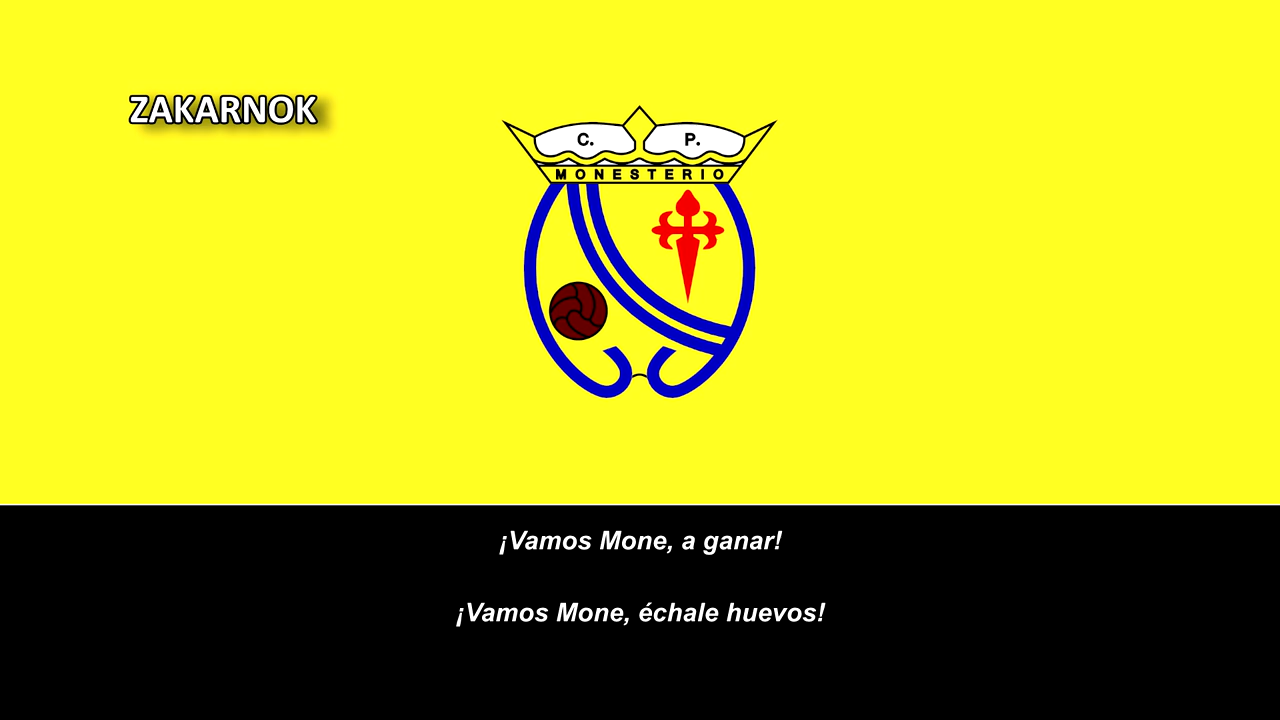 ZAKARNOK
C. P.
MONESTERIO
¡Vamos Mone, a ganar!
¡Vamos Mone, échale huevos!